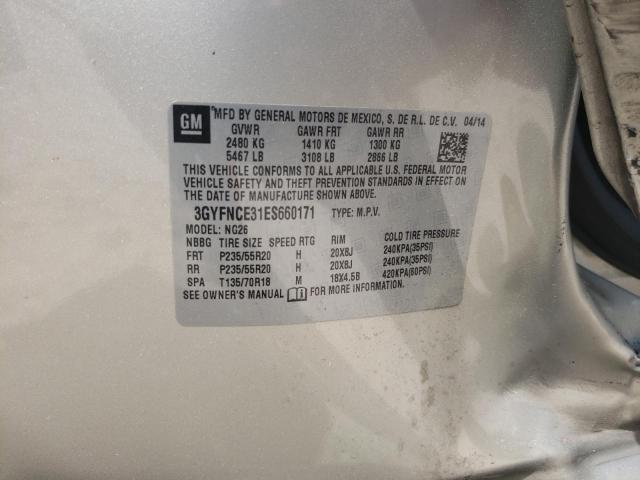 GM
®MFD BY GENERAL MOTORS DE MEXICO, S. DE R.L. DE C.V. 04/14
GVWR GAWR FRT GAWR RR
2480 KG 1410 KG 1300 KG
5467 LB 3108 LB 2866 LB
THIS VEHICLE CONFORMS TO ALL APPLICABLE U.S. FEDERAL MOTOR
VEHICLE SAFETY AND THEFT PREVENTION STANDARDS IN EFFECT ON
THE DATE OF MANUFACTURE SHOWN ABOVE.
3GYFNCE31ES660171 TYPE: M.P.V.
MODEL: NG26
NBBG TIRE SIZE SPEED RTG RIM COLD TIRE PRESSURE
FRT P235/55R20 H 20X8J 240KPA(35PSI)
RR P235/55R20 H 20X8J 240KPA(35PSI)
SPA T135/70R18 M 18X4.5B 420KPA(60PSI)
SEE OWNER'S MANUAL FOR MORE INFORMATION.